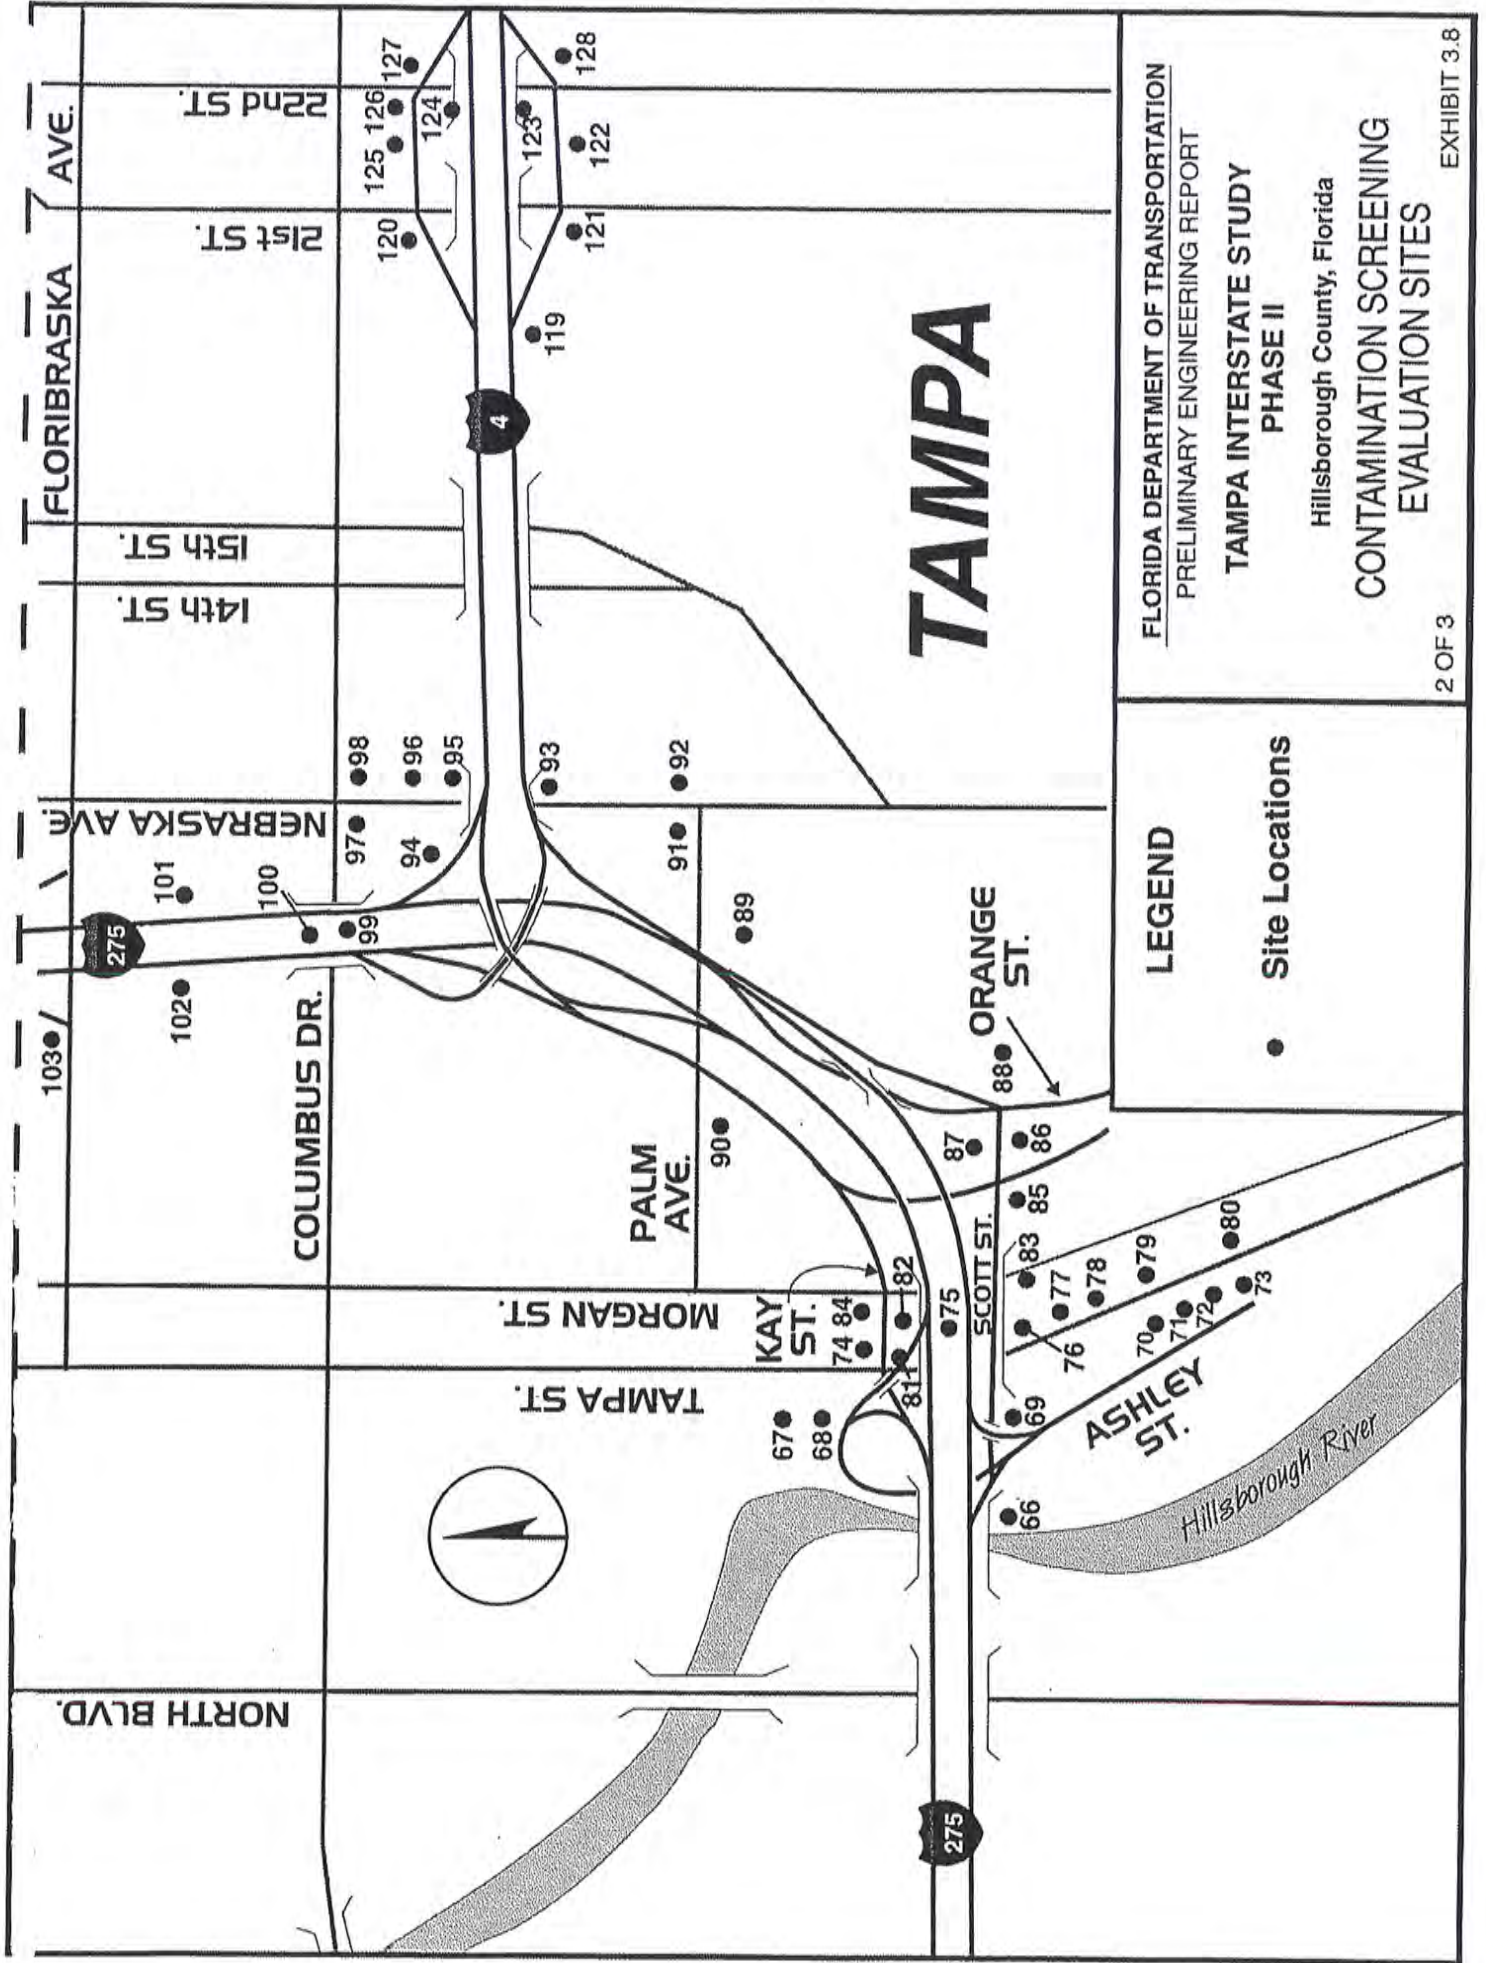 FLORIBRASKA
AVE.
22nd ST.
21st ST.
15th ST.
14th ST.
NEBRASKA AVE.
COLUMBUS DR.
PALM
AVE.
MORGAN ST.
TAMPA ST.
KAY
ST.
SCOTT ST.
ORANGE
ST.
ASHLEY
ST.
NORTH BLVD.
Hillsborough River
TAMPA
275
275
4
66
67
68
69
70
71
72
73
74
75
76
77
78
79
80
811
82
83
84
85
86
87
88
89
90
91
92
93
94
95
96
97
98
99
100
101
102
103
119
120
121
122
123
124
125
126
127
128
LEGEND
Site Locations
FLORIDA DEPARTMENT OF TRANSPORTATION
PRELIMINARY ENGINEERING REPORT
TAMPA INTERSTATE STUDY
PHASE II
Hillsborough County, Florida
CONTAMINATION SCREENING
EVALUATION SITES
2 OF 3
EXHIBIT 3.8